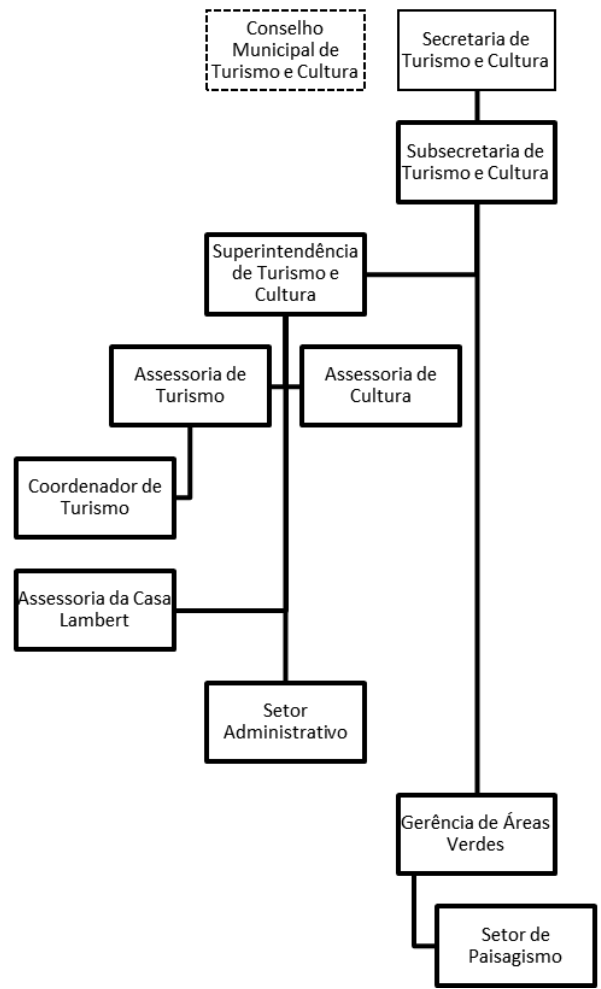 Conselho
Municipal de
Turismo e Cultura
Secretaria de
Turismo e Cultura
Subsecretaria de
Turismo e Cultura
Superintendência
de Turismo e
Cultura
Assessoria de
Turismo
Assessoria de
Cultura
Coordenador de
Turismo
Assessoria da Casa
Lambert
Setor
Administrativo
Gerência de Áreas
Verdes
Setor de
Paisagismo